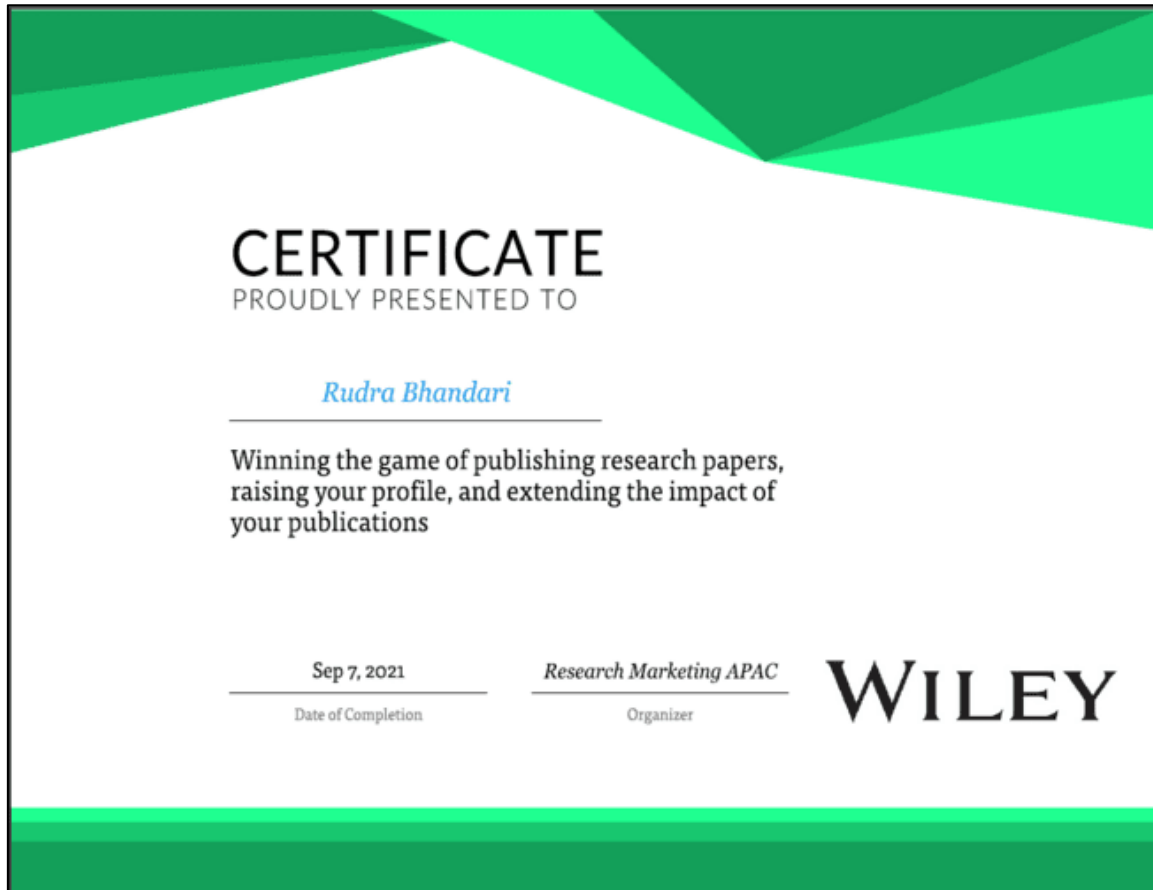 CERTIFICATE
PROUDLY PRESENTED TO
Rudra Bhandari
Winning the game of publishing research papers,
raising your profile, and extending the impact of
your publications
Sep 7, 2021
Date of Completion
Research Marketing APAC
Organizer
WILEY